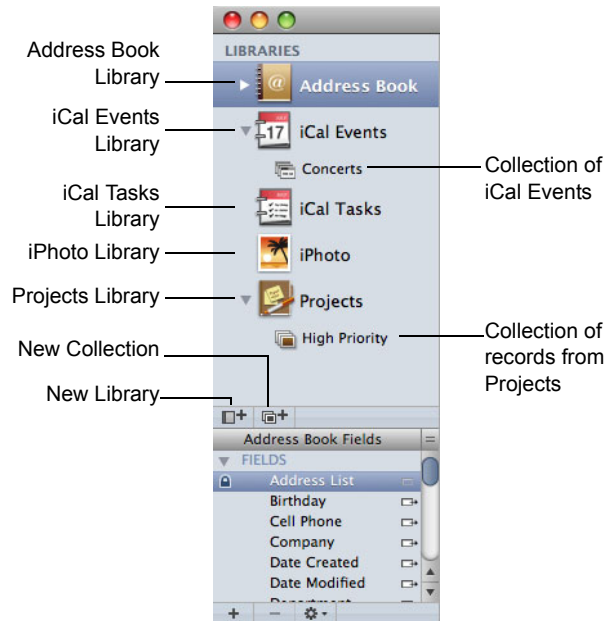 LIBRARIES
Address Book
Library
@
Address Book
iCal Events
Library
17
iCal Events
Concerts
Collection of
iCal Events
iCal Tasks
Library
iCal Tasks
iPhoto Library
iPhoto
Projects Library
Projects
New Collection
High Priority
Collection of
records from
Projects
New Library
Address Book Fields
FIELDS
Address List
Birthday
Cell Phone
Company
Date Created
Date Modified
Department